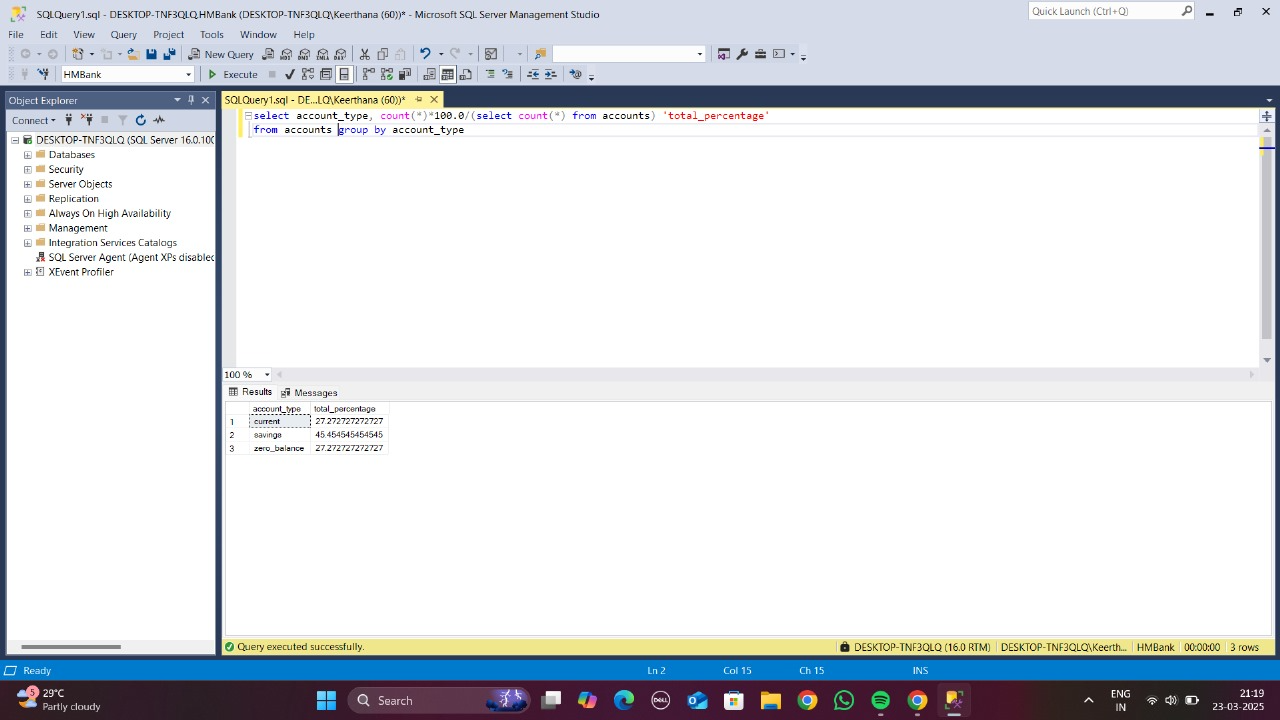 SQLQuery1.sql - DESKTOP-TNF3QLQ.HMBank (DESKTOP-TNF3QLQ\Keerthana (60))* - Microsoft SQL Server Management Studio
Quick Launch (Ctrl+Q)
File Edit View Query Project Tools Window Help
New Query
HMBank
Execute
Object Explorer
SQLQuery1.sql - DE...LQ\Keerthana (60))*
Connect
select account_type, count(*)*100.0/(select count(*) from accounts) 'total_percentage'
from accounts group by account_type
DESKTOP-TNF3QLQ (SQL Server 16.0.100
Databases
Security
Server Objects
Replication
Always On High Availability
Management
Integration Services Catalogs
SQL Server Agent (Agent XPs disabled
XEvent Profiler
100 %
Results Messages
account_type total_percentage
1 current 27.272727272727
2 savings 45.454545454545
3 zero_balance 27.272727272727
Query executed successfully.
DESKTOP-TNF3QLQ (16.0 RTM) DESKTOP-TNF3QLQ\Keerth... HMBank 00:00:00 3 rows
Ready Ln 2 Col 15 Ch 15 INS
5 29°C
Partly cloudy
Search
DELL
ENG
IN
21:19
23-03-2025